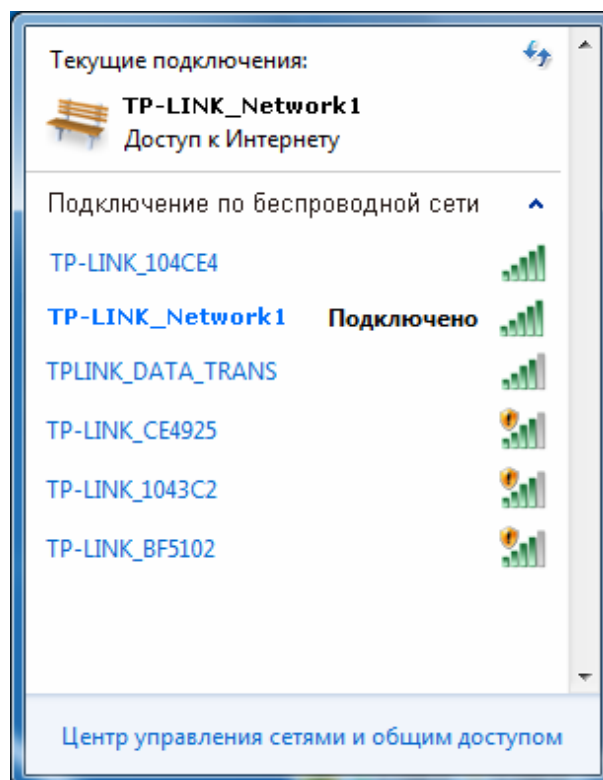 Текущие подключения:
TP-LINK_Network1
Доступ к Интернету
Подключение по беспроводной сети
TP-LINK_104CE4
TP-LINK_Network1 Подключено
TPLINK_DATA_TRANS
TP-LINK_CE4925
TP-LINK_1043C2
TP-LINK_BF5102
Центр управления сетями и общим доступом